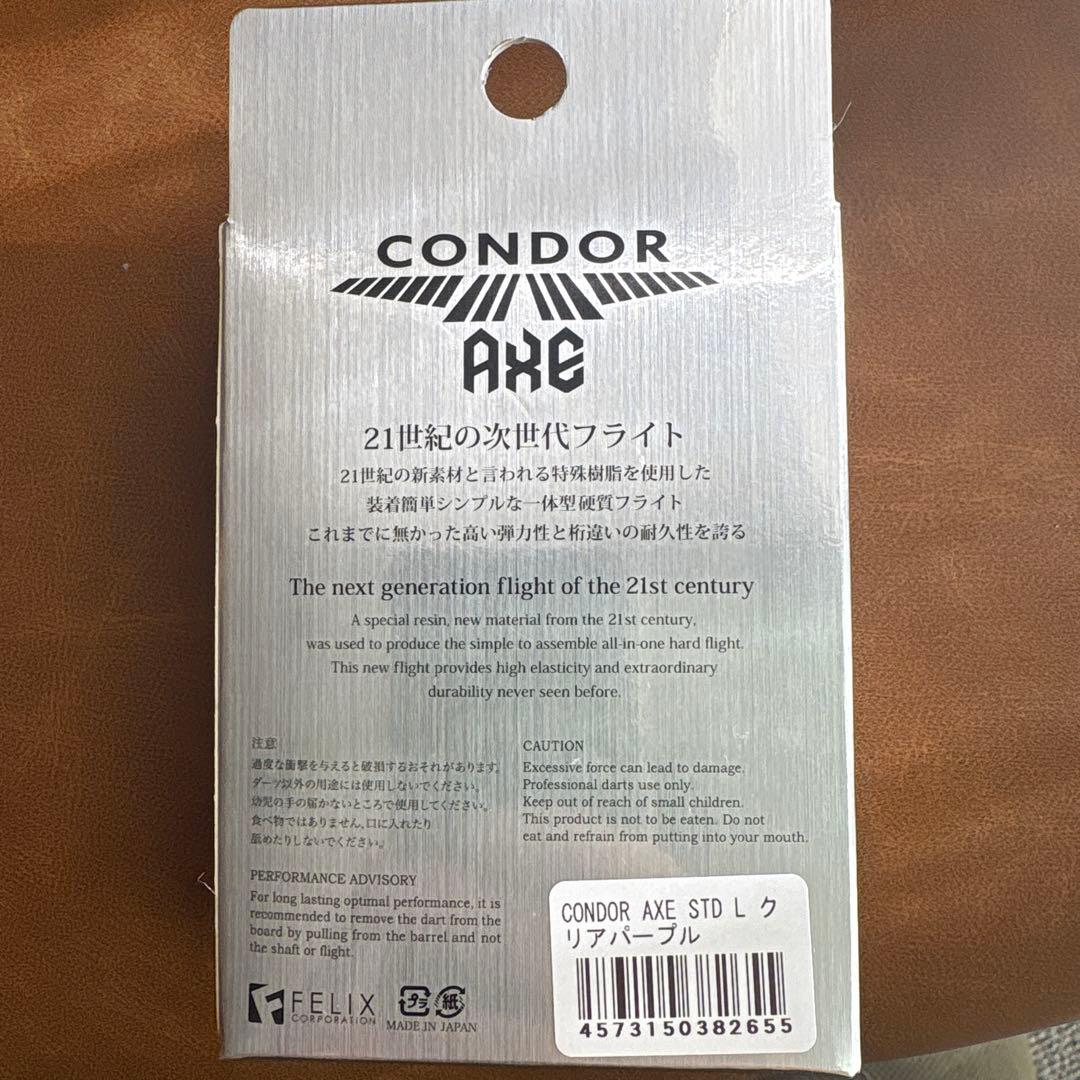 CONDOR
AXE
21世紀の次世代フライト
21世紀の新素材と言われる特殊樹脂を使用した
装着簡単シンプルな一体型硬質フライト
これまでに無かった高い弾力性と桁違いの耐久性を誇る
The next generation flight of the 21st century
A special resin, new material from the 21st century,
was used to produce the simple to assemble all-in-one hard flight.
This new flight provides high elasticity and extraordinary
durability never seen before.
注意
過度な衝撃を与えると破損するおそれがあります。
ダーツ以外の用途には使用しないでください。
幼児の手の届かないところで使用してください。
食べ物ではありません、口に入れたり
舐めたりしないでください。
CAUTION
Excessive force can lead to damage.
Professional darts use only.
Keep out of reach of small children.
This product is not to be eaten. Do not
eat and refrain from putting into your mouth.
PERFORMANCE ADVISORY
For long lasting optimal performance, it is
recommended to remove the dart from the
board by pulling from the barrel and not
the shaft or flight.
FELIX
CORPORATION
プラ 紙
MADE IN JAPAN
CONDOR AXE STD L ク
リアパープル
4573150382655